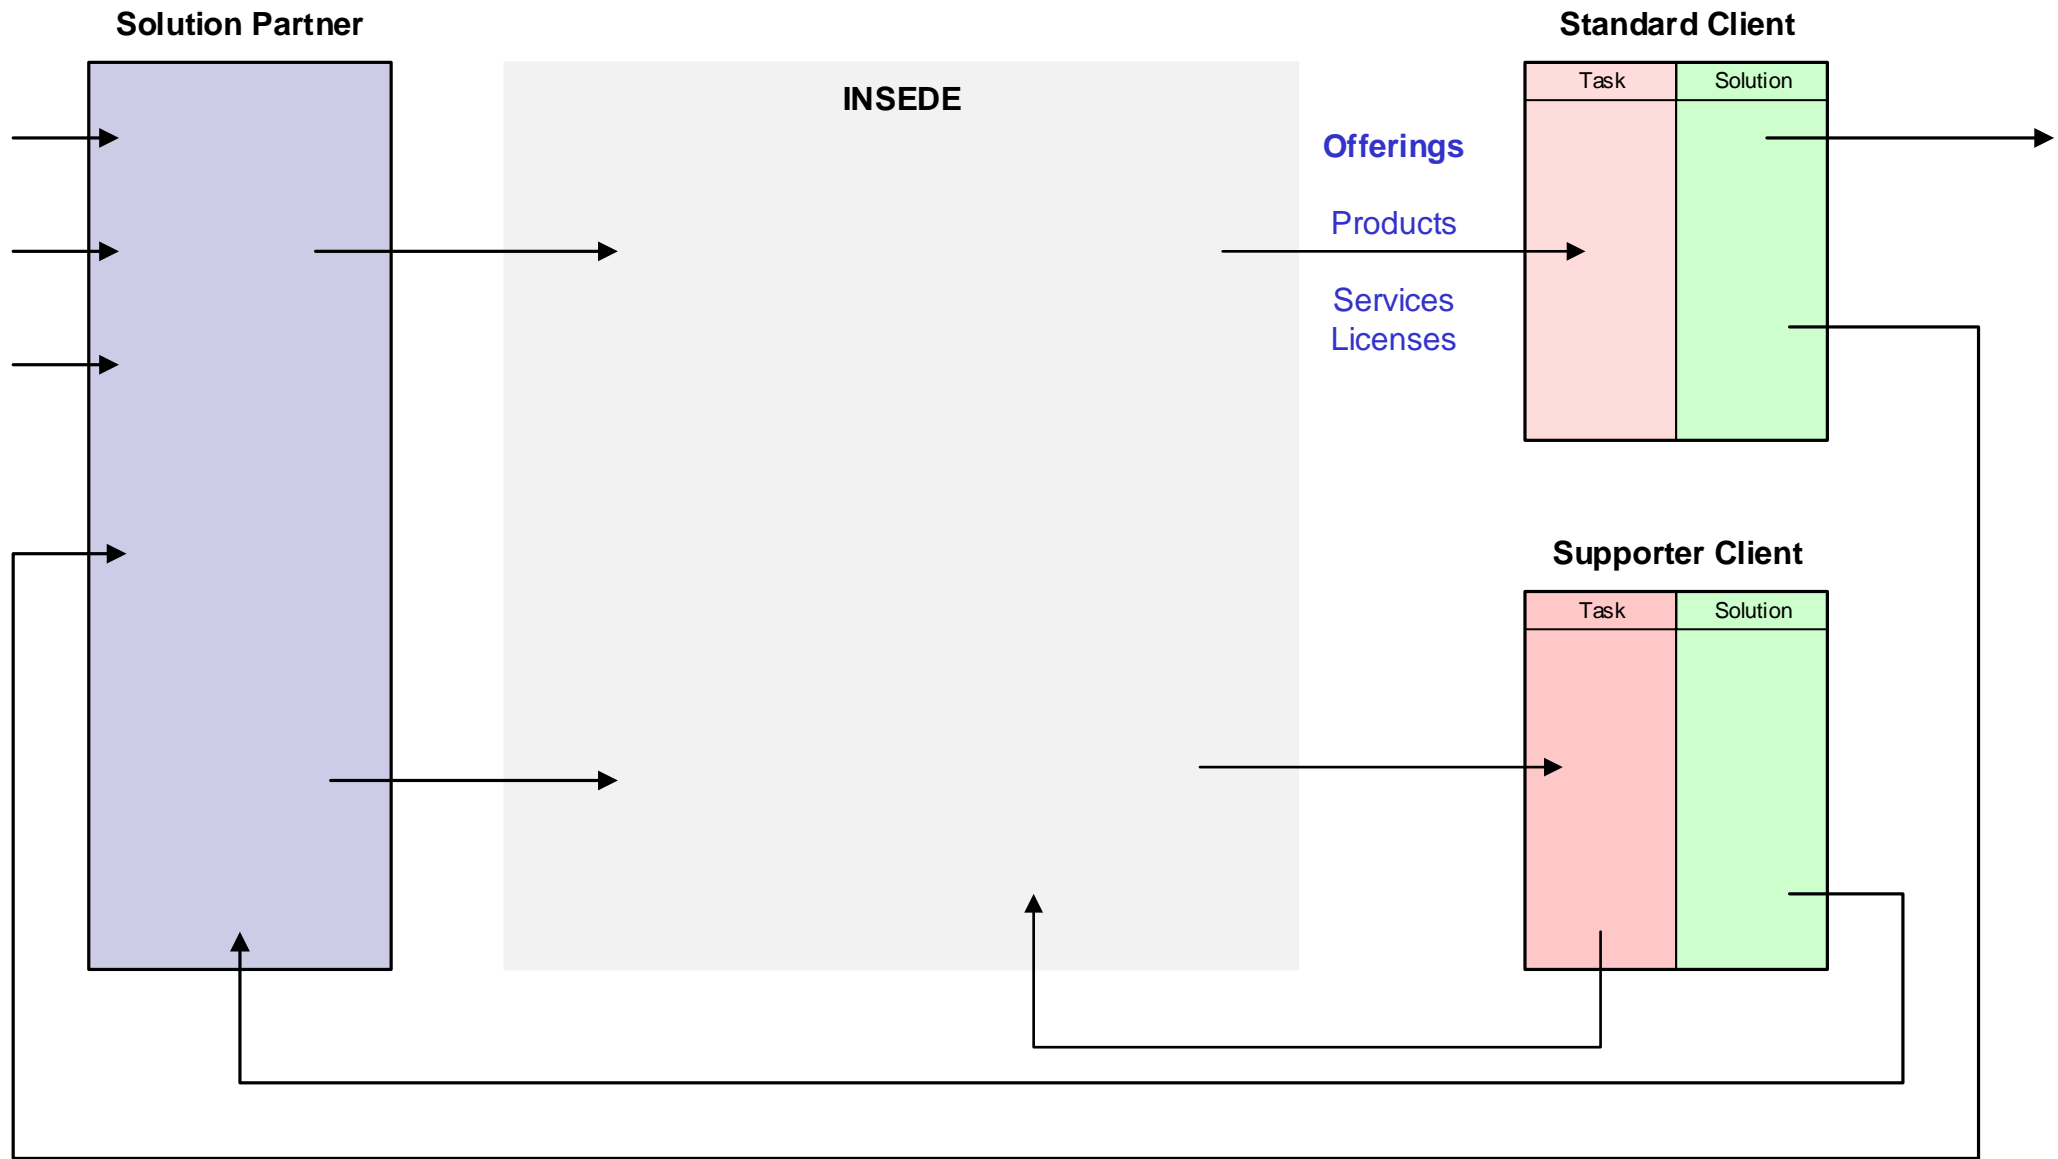 Solution Partner
Standard Client
INSEDE
Task
Solution
Offerings
Products
Services
Licenses
Supporter Client
Task
Solution